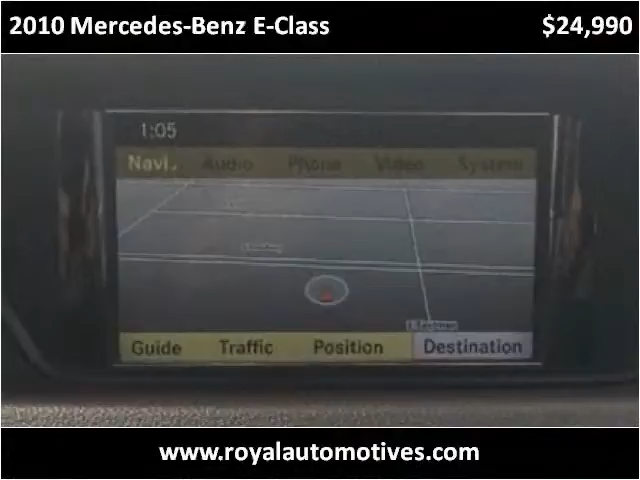 2010 Mercedes-Benz E-Class $24,990
1:05
Navi. Audio Phone Video System
Guide Traffic Position Destination
www.royalautomotives.com